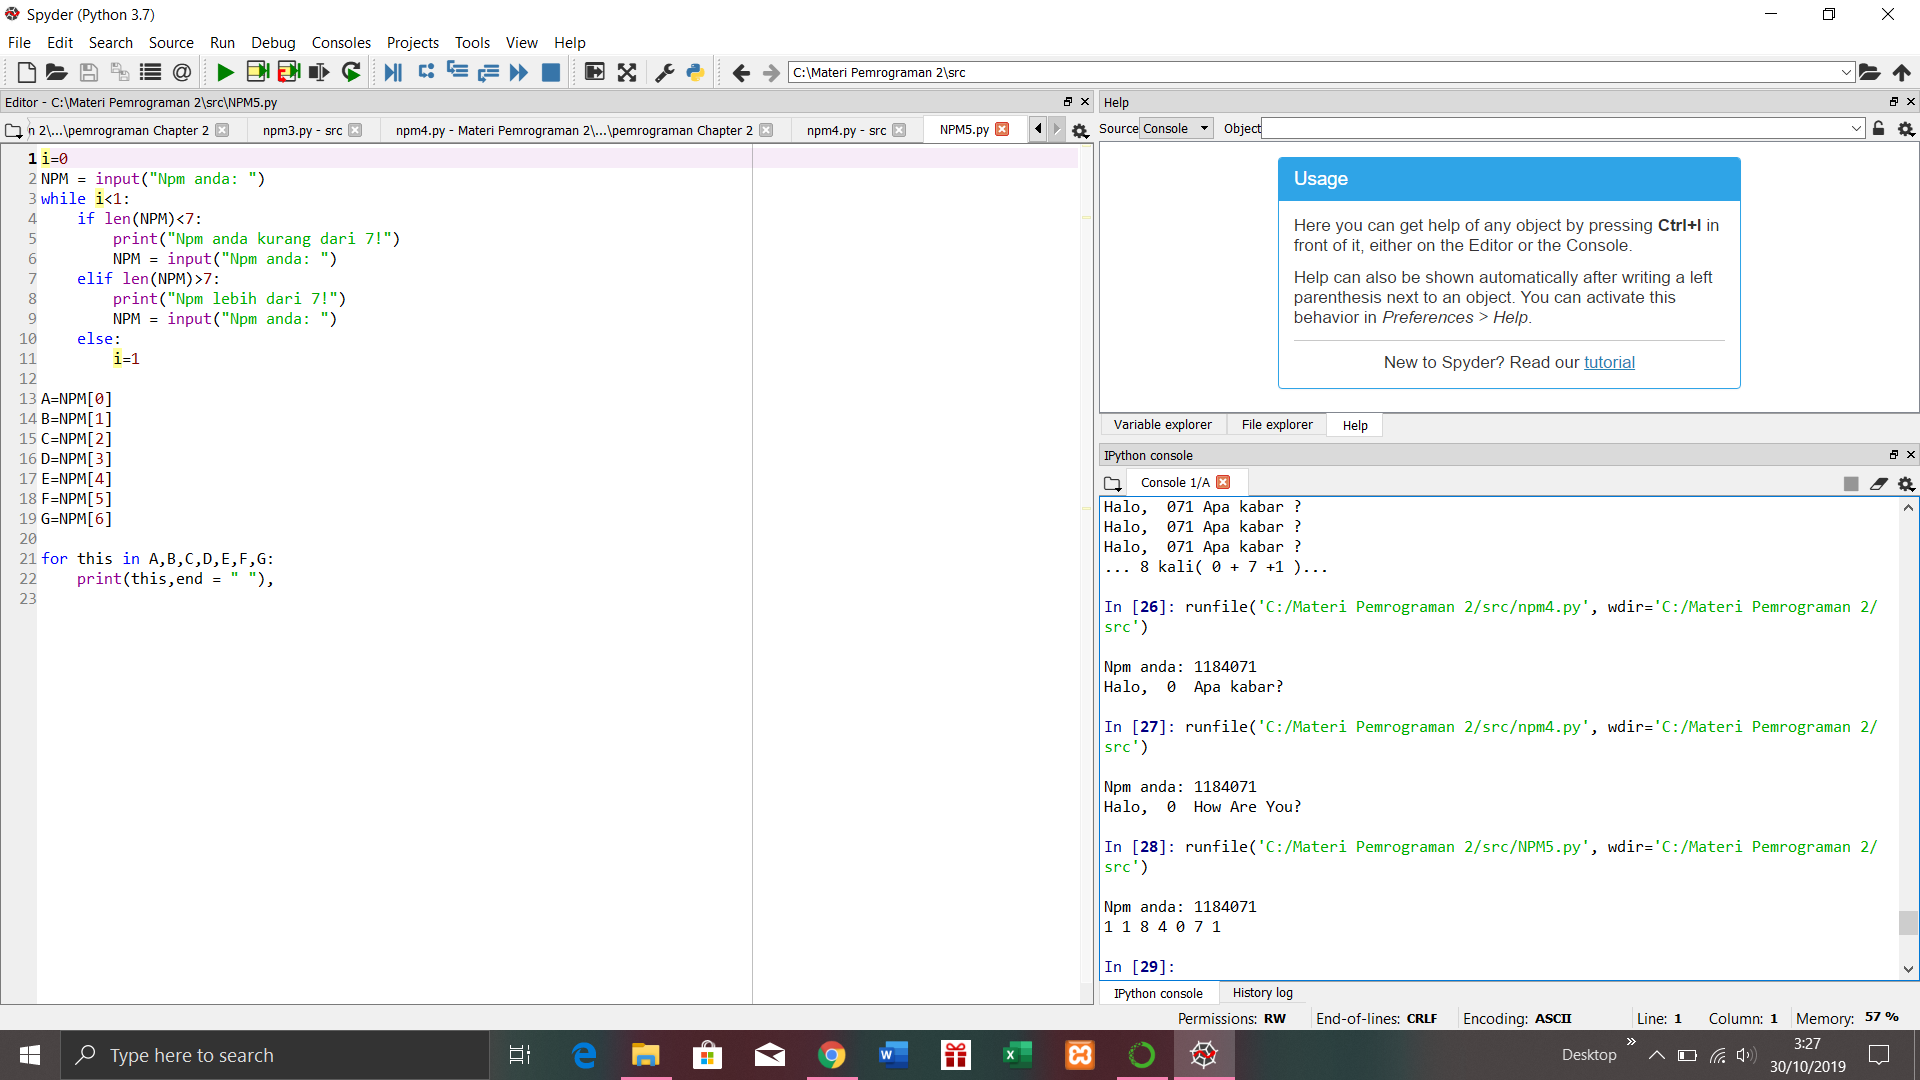 Spyder (Python 3.7)
File Edit Search Source Run Debug Consoles Projects Tools View Help
C:\Materi Pemrograman 2\src
Editor - C:\Materi Pemrograman 2\src\NPM5.py
n 2\...\pemrograman Chapter 2 npm3.py - src npm4.py - Materi Pemrograman 2\...\pemrograman Chapter 2 npm4.py - src NPM5.py
1 i=0
2 NPM = input("Npm anda: ")
3 while i<1:
4     if len(NPM)<7:
5         print("Npm anda kurang dari 7!")
6         NPM = input("Npm anda: ")
7     elif len(NPM)>7:
8         print("Npm lebih dari 7!")
9         NPM = input("Npm anda: ")
10     else:
11         i=1
12
13 A=NPM[0]
14 B=NPM[1]
15 C=NPM[2]
16 D=NPM[3]
17 E=NPM[4]
18 F=NPM[5]
19 G=NPM[6]
20
21 for this in A,B,C,D,E,F,G:
22     print(this,end = " "),
23
Help
Source Console Object
Usage
Here you can get help of any object by pressing Ctrl+I in
front of it, either on the Editor or the Console.
Help can also be shown automatically after writing a left
parenthesis next to an object. You can activate this
behavior in Preferences > Help.
New to Spyder? Read our tutorial
Variable explorer File explorer Help
IPython console
Console 1/A
Halo,  071 Apa kabar ?
Halo,  071 Apa kabar ?
Halo,  071 Apa kabar ?
... 8 kali( 0 + 7 +1 )...
In [26]: runfile('C:/Materi Pemrograman 2/src/npm4.py', wdir='C:/Materi Pemrograman 2/
src')
Npm anda: 1184071
Halo,  0  Apa kabar?
In [27]: runfile('C:/Materi Pemrograman 2/src/npm4.py', wdir='C:/Materi Pemrograman 2/
src')
Npm anda: 1184071
Halo,  0  How Are You?
In [28]: runfile('C:/Materi Pemrograman 2/src/NPM5.py', wdir='C:/Materi Pemrograman 2/
src')
Npm anda: 1184071
1 1 8 4 0 7 1
In [29]:
IPython console History log
Permissions: RW End-of-lines: CRLF Encoding: ASCII Line: 1 Column: 1 Memory: 57 %
Type here to search
Desktop
3:27
30/10/2019